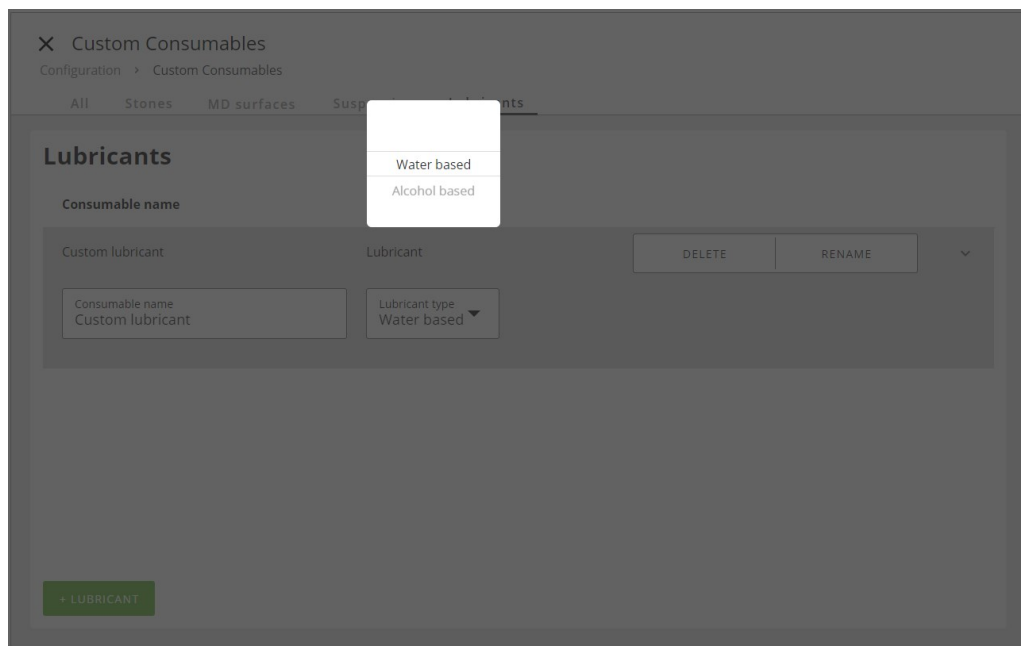 Custom Consumables
Configuration > Custom Consumables
All Stones MD surfaces
Lubricants
Water based
Alcohol based
Consumable name
Custom lubricant Lubricant DELETE RENAME
Consumable name
Custom lubricant
Lubricant type
Water based
+ LUBRICANT